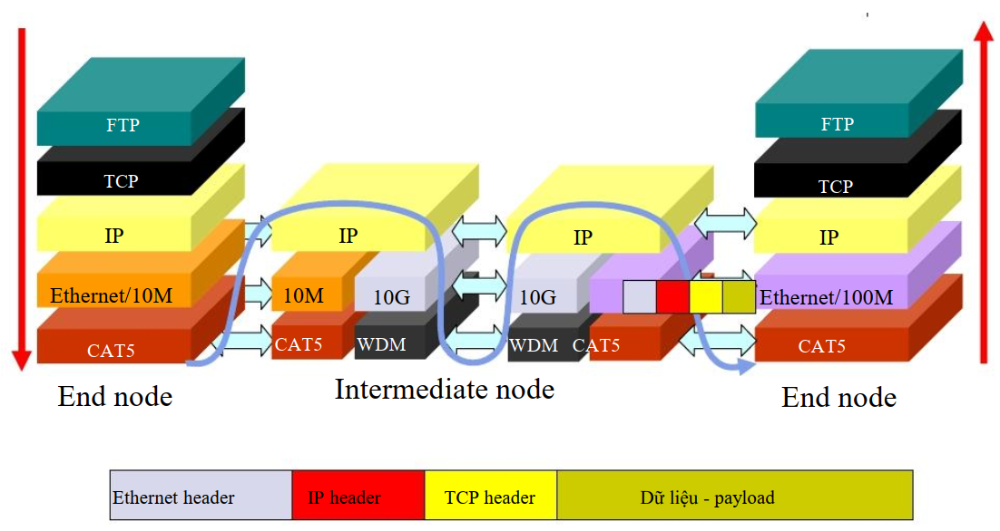 FTP
TCP
IP
Ethernet/10M
CAT5
End node
IP
10M
10G
CAT5
WDM
Intermediate node
IP
10G
WDM
CAT5
FTP
TCP
IP
Ethernet/100M
CAT5
End node
Ethernet header
IP header
TCP header
Dữ liệu - payload